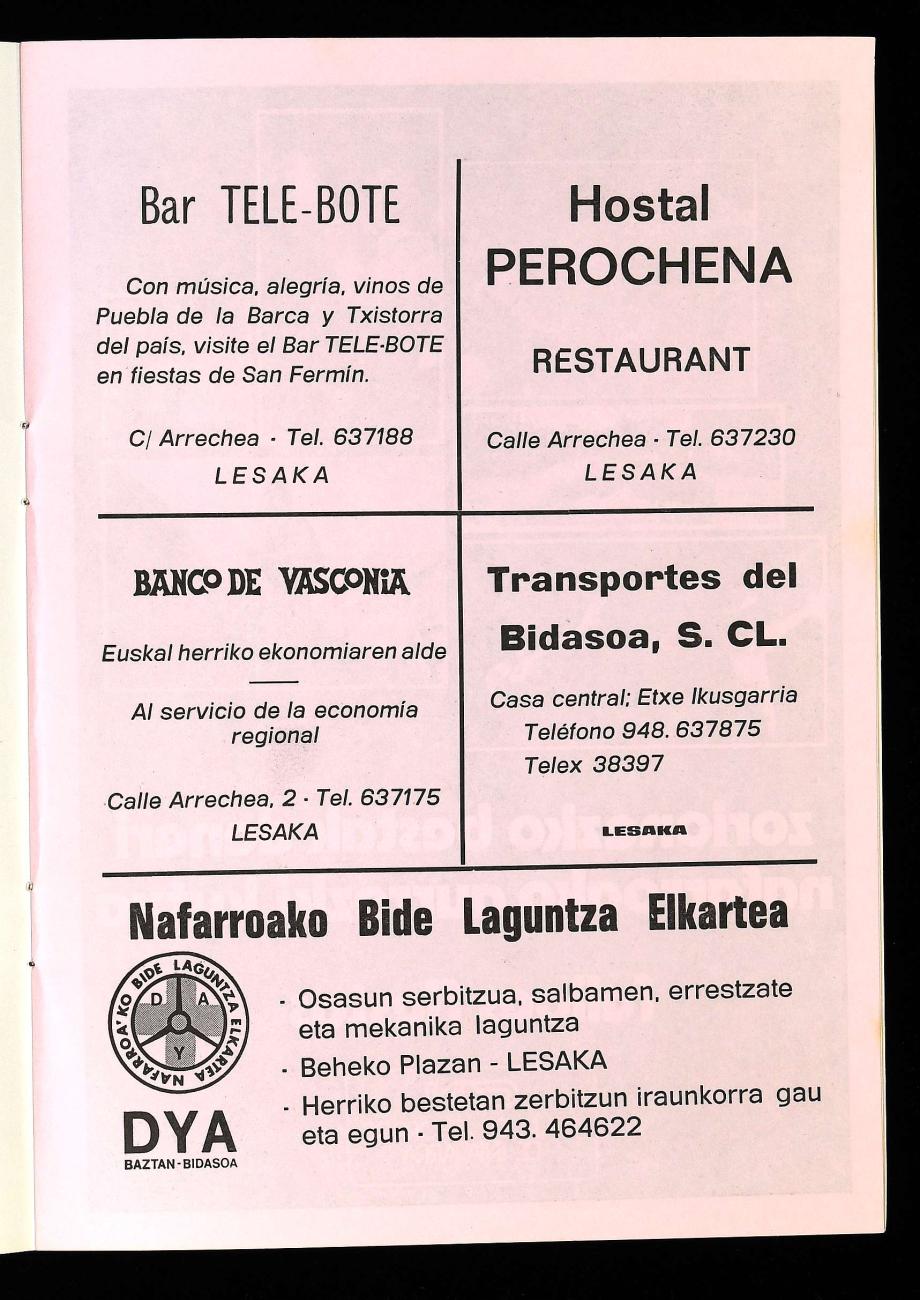 Bar TELE-BOTE
Con música, alegría, vinos de
Puebla de la Barca y Txistorra
del país, visite el Bar TELE-BOTE
en fiestas de San Fermín.
C/ Arrechea · Tel. 637188
LESAKA
Hostal
PEROCHENA
RESTAURANT
Calle Arrechea · Tel. 637230
LESAKA
BANCO DE VASCONiA
Euskal herriko ekonomiaren alde
Al servicio de la economía
regional
Calle Arrechea, 2 · Tel. 637175
LESAKA
Transportes del
Bidasoa, S. CL.
Casa central; Etxe Ikusgarria
Teléfono 948. 637875
Telex 38397
LESAKA
Nafarroako Bide Laguntza Elkartea
NAFARROA'KO BIDE LAGUNTZA ELKARTEA
D A
Y
DYA
BAZTAN-BIDASOA
· Osasun serbitzua, salbamen, errestzate
eta mekanika laguntza
· Beheko Plazan - LESAKA
· Herriko bestetan zerbitzun iraunkorra gau
eta egun · Tel. 943. 464622